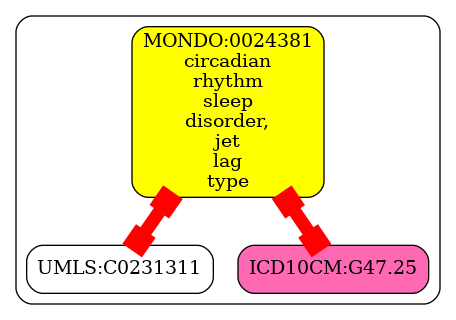 MONDO:0024381
circadian
rhythm
sleep
disorder,
jet
lag
type
UMLS:C0231311
ICD10CM:G47.25